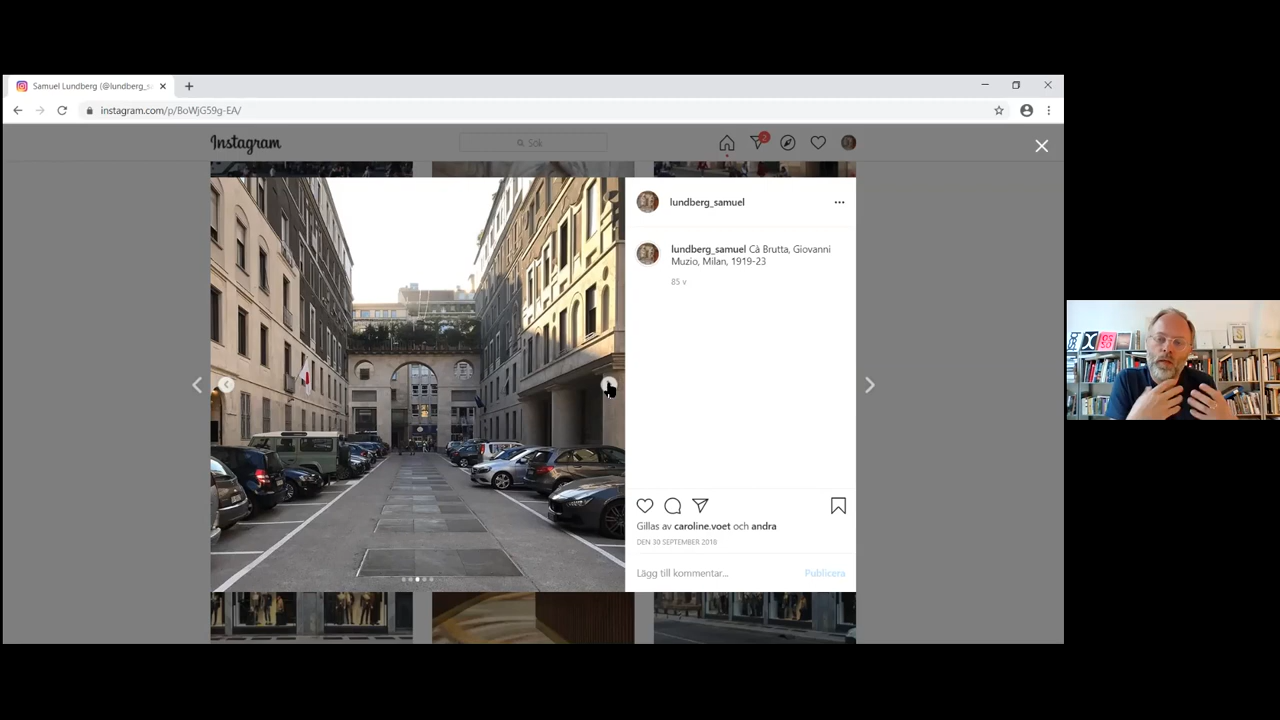 Samuel Lundberg (@lundberg_s
instagram.com/p/BoWjG59g-EA/
Instagram
Sök
2
lundberg_samuel
lundberg_samuel Cà Brutta, Giovanni
Muzio, Milan, 1919-23
85 v
Gillas av caroline.voet och andra
DEN 30 SEPTEMBER 2018
Lägg till kommentar...
Publicera